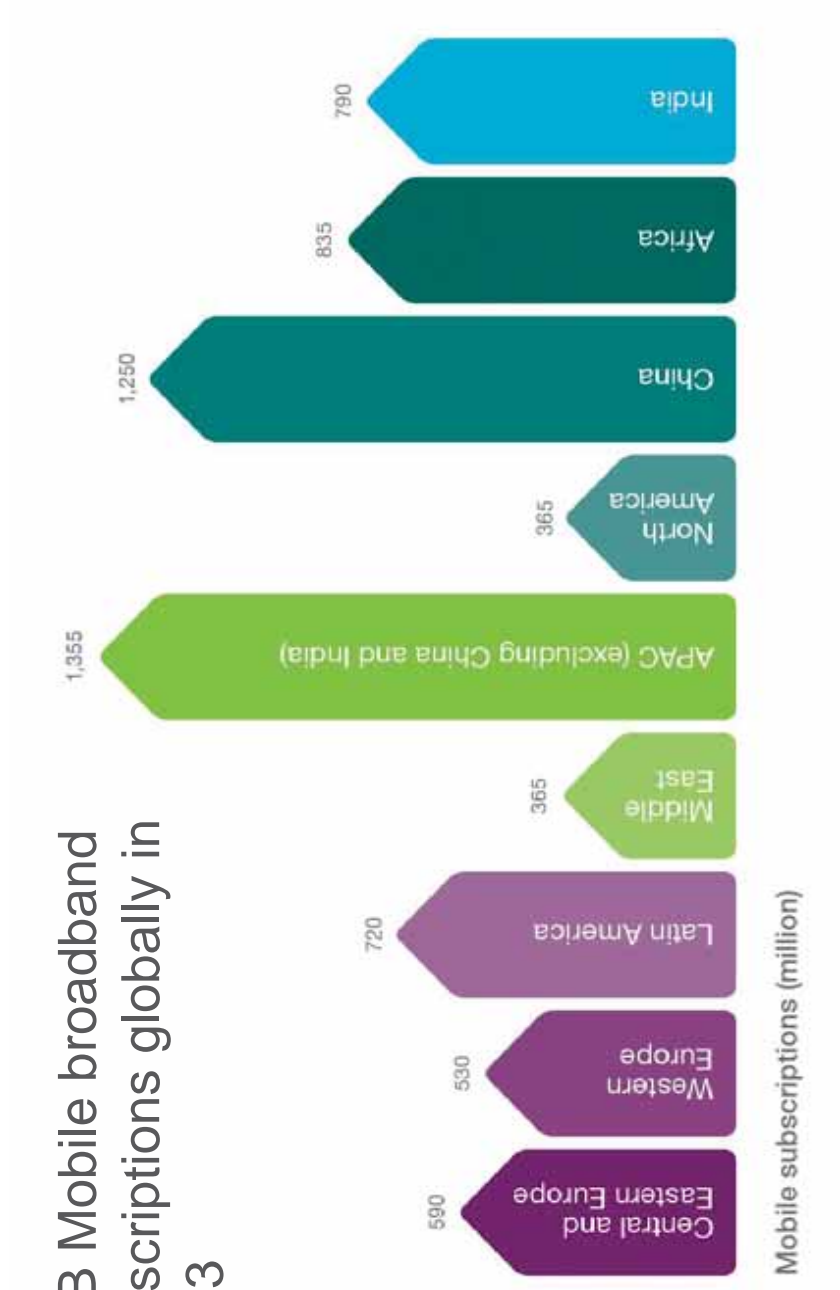 B Mobile broadband
scriptions globally in
3
590
530
720
365
1,355
365
1,250
835
790
Central and
Eastern Europe
Western
Europe
Latin America
Middle
East
APAC (excluding China and India)
North
America
China
Africa
India
Mobile subscriptions (million)